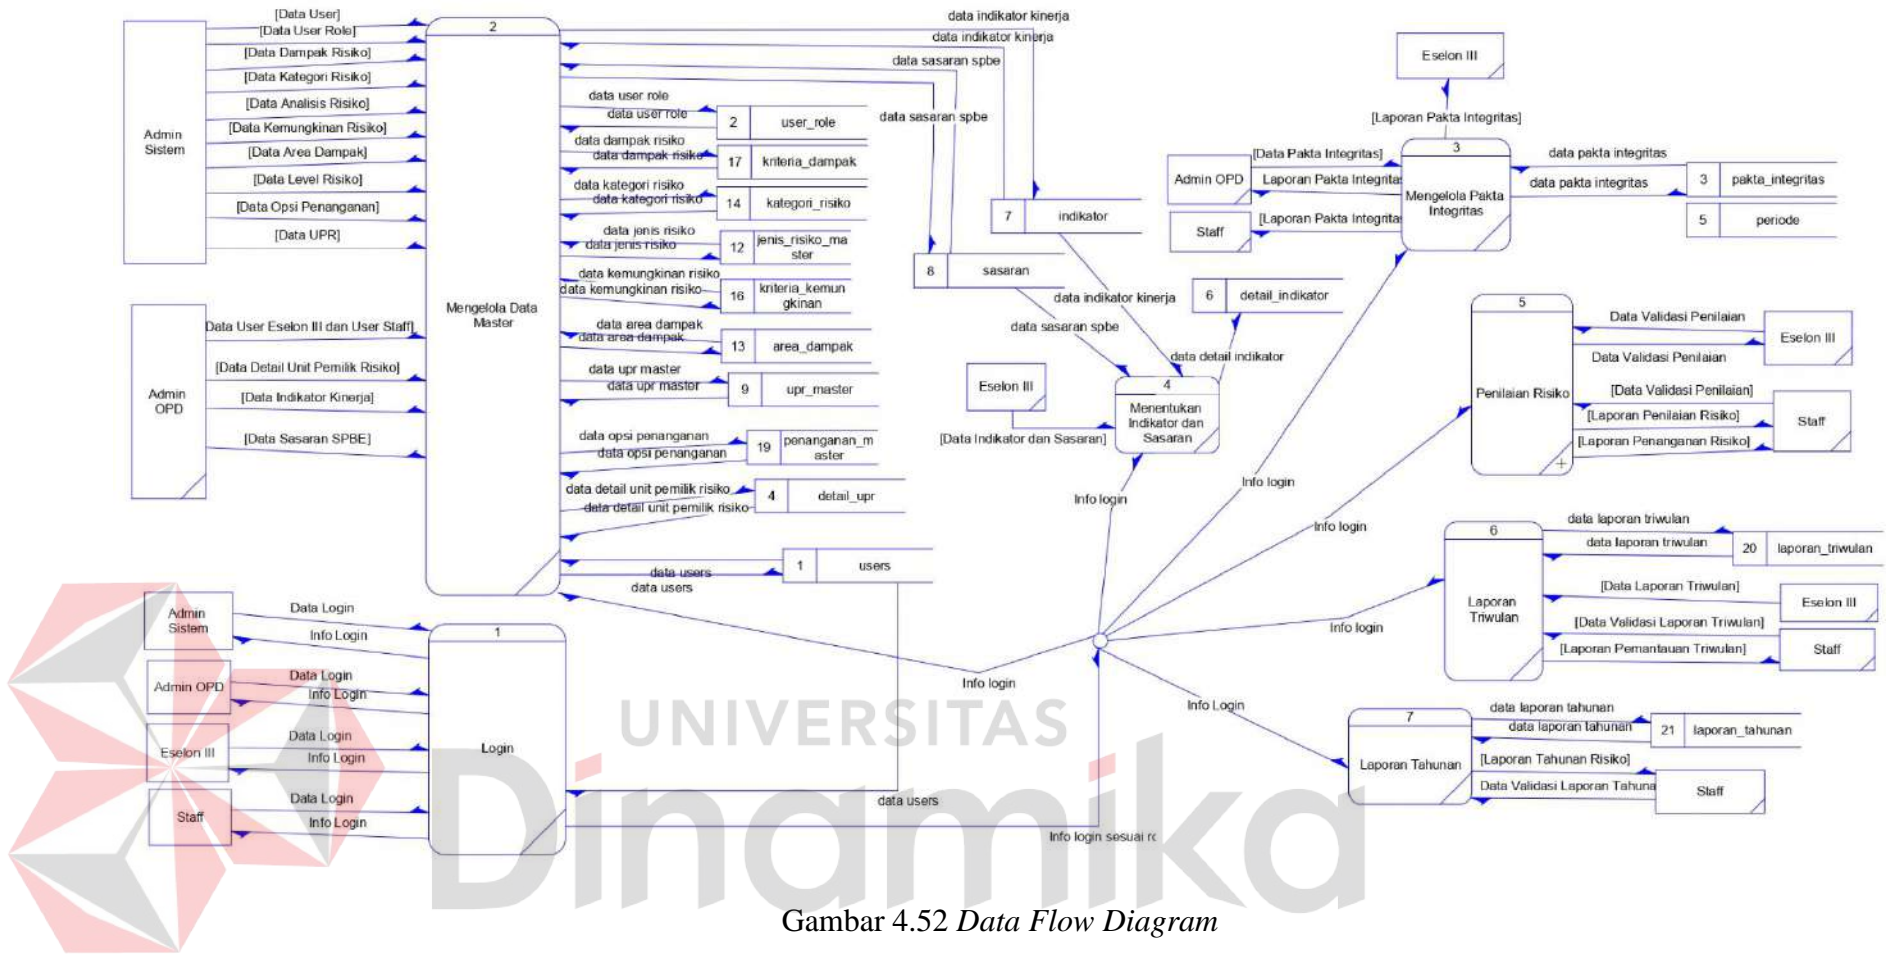 [Data User]
[Data User Role]
[Data Dampak Risiko]
[Data Kategori Risiko]
[Data Analisis Risiko]
[Data Kemungkinan Risiko]
[Data Area Dampak]
[Data Level Risiko]
[Data Opsi Penanganan]
[Data UPR]
Admin
Sistem
Data User Eselon III dan User Staff]
[Data Detail Unit Pemilik Risiko]
[Data Indikator Kinerja]
[Data Sasaran SPBE]
Admin
OPD
2
Mengelola Data
Master
data indikator kinerja
data indikator kinerja
data sasaran spbe
data sasaran spbe
data user role
data user role
2 user_role
data dampak risiko
data dampak risiko
17 kriteria_dampak
data kategori risiko
data kategori risiko
14 kategori_risiko
data jenis risiko
data jenis risiko
12 jenis_risiko_ma
ster
data kemungkinan risiko
data kemungkinan risiko
16 kriteria_kemun
gkinan
data area dampak
data area dampak
13 area_dampak
data upr master
data upr master
9 upr_master
data opsi penanganan
data opsi penanganan
19 penanganan_m
aster
data detail unit pemilik risiko
data detail unit pemilik risiko
4 detail_upr
1 users
data users
data users
7 indikator
8 sasaran
data indikator kinerja
data sasaran spbe
6 detail_indikator
data detail indikator
Eselon III
[Data Indikator dan Sasaran]
4
Menentukan
Indikator dan
Sasaran
Info login
Eselon III
[Laporan Pakta Integritas]
3
Mengelola Pakta
Integritas
Admin OPD
[Data Pakta Integritas]
Laporan Pakta Integritas
Staff
[Laporan Pakta Integritas
data pakta integritas
data pakta integritas
3 pakta_integritas
5 periode
Info login
5
Penilaian Risiko
Data Validasi Penilaian
Data Validasi Penilaian
Eselon III
[Data Validasi Penilaian]
[Laporan Penilaian Risiko]
[Laporan Penanganan Risiko]
Staff
Info login
6
Laporan
Triwulan
data laporan triwulan
data laporan triwulan
20 laporan_triwulan
[Data Laporan Triwulan]
Eselon III
[Data Validasi Laporan Triwulan]
[Laporan Pemantauan Triwulan]
Staff
Info login
7
Laporan Tahunan
data laporan tahunan
data laporan tahunan
21 laporan_tahunan
[Laporan Tahunan Risiko]
Data Validasi Laporan Tahuna
Staff
Info Login
Info login
Admin
Sistem
Data Login
Info Login
Admin OPD
Data Login
Info Login
Eselon III
Data Login
Info Login
Staff
Data Login
Info Login
1
Login
data users
Info login sesuai ro
UNIVERSITAS
Dinamika
Gambar 4.52 Data Flow Diagram